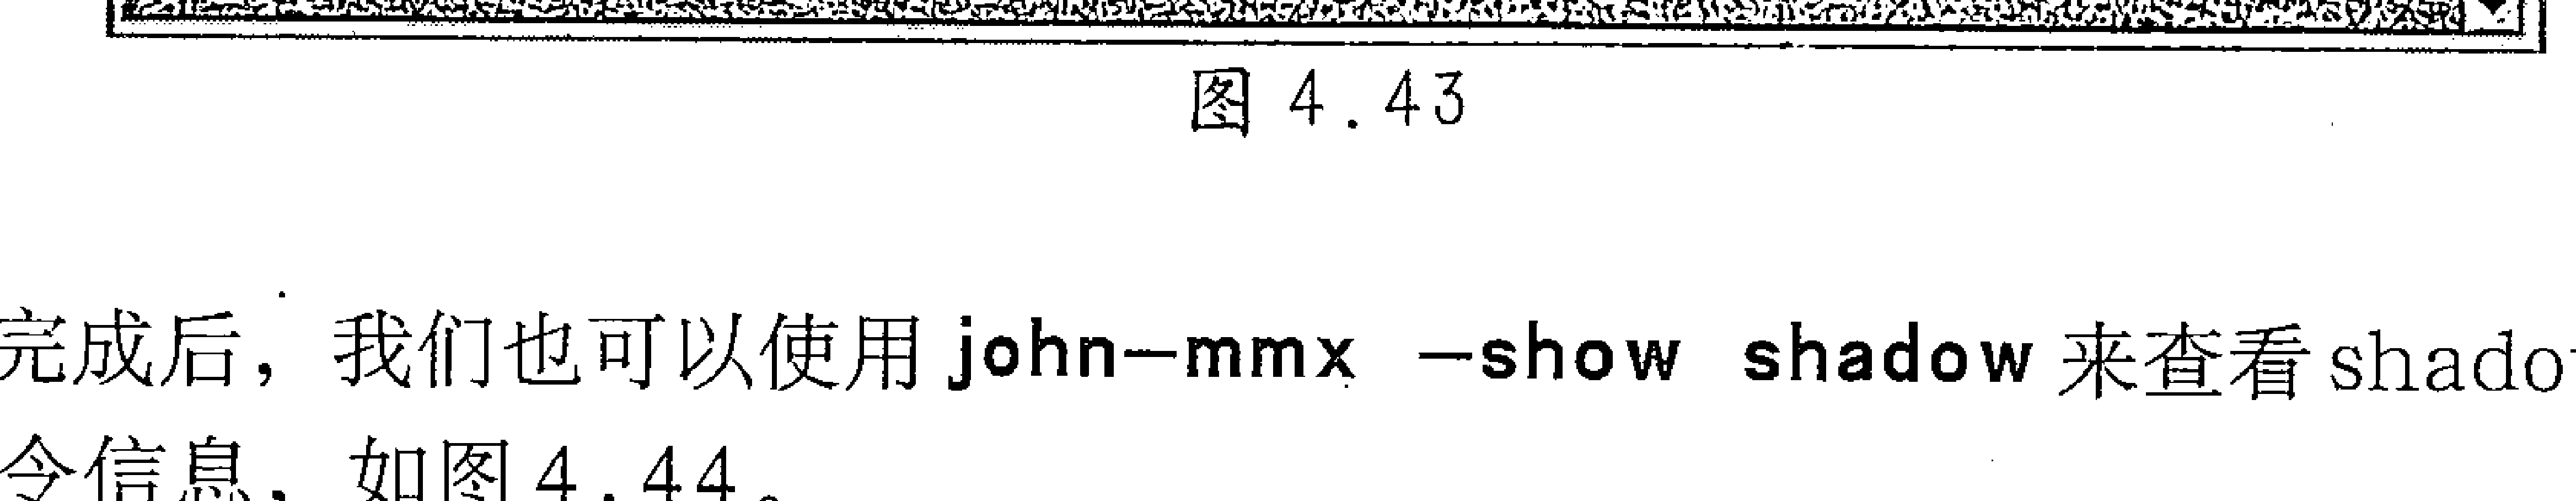 图 4.43
完成后，我们也可以使用 john-mmx -show shadow 来查看 shado
令信息，如图 4.44。